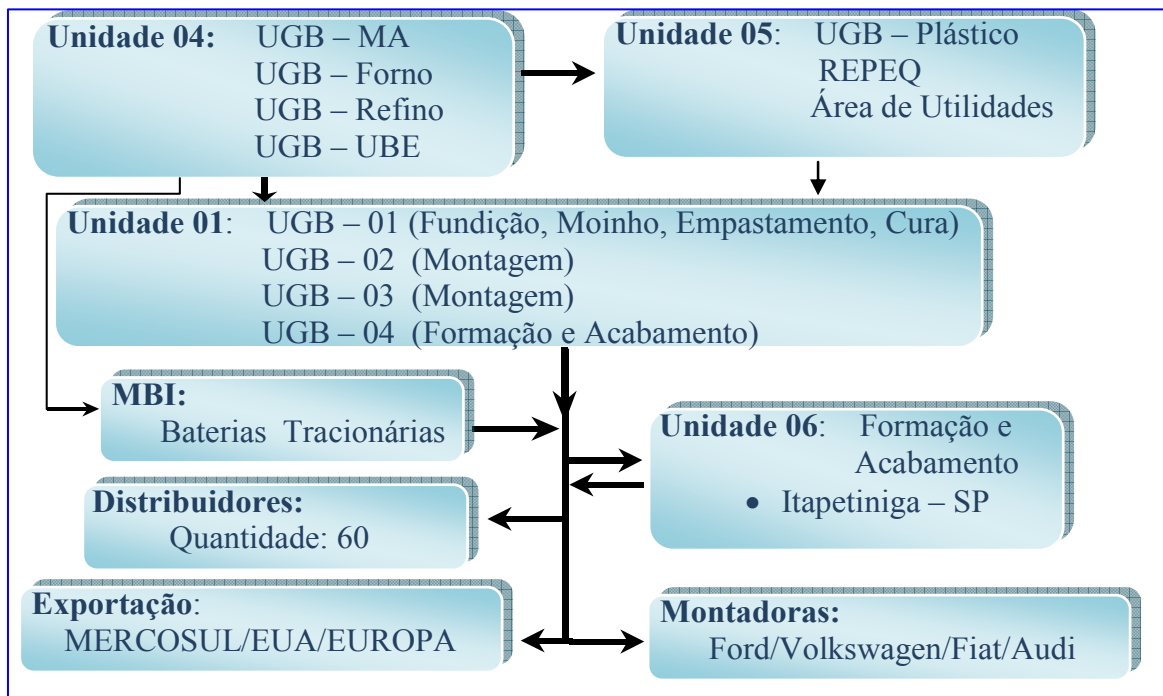 Unidade 04: UGB – MA
UGB – Forno
UGB – Refino
UGB – UBE
Unidade 05: UGB – Plástico
REPEQ
Área de Utilidades
Unidade 01: UGB – 01 (Fundição, Moinho, Empastamento, Cura)
UGB – 02 (Montagem)
UGB – 03 (Montagem)
UGB – 04 (Formação e Acabamento)
MBI:
Baterias Tracionárias
Unidade 06: Formação e
Acabamento
• Itapetiniga – SP
Distribuidores:
Quantidade: 60
Exportação:
MERCOSUL/EUA/EUROPA
Montadoras:
Ford/Volkswagen/Fiat/Audi